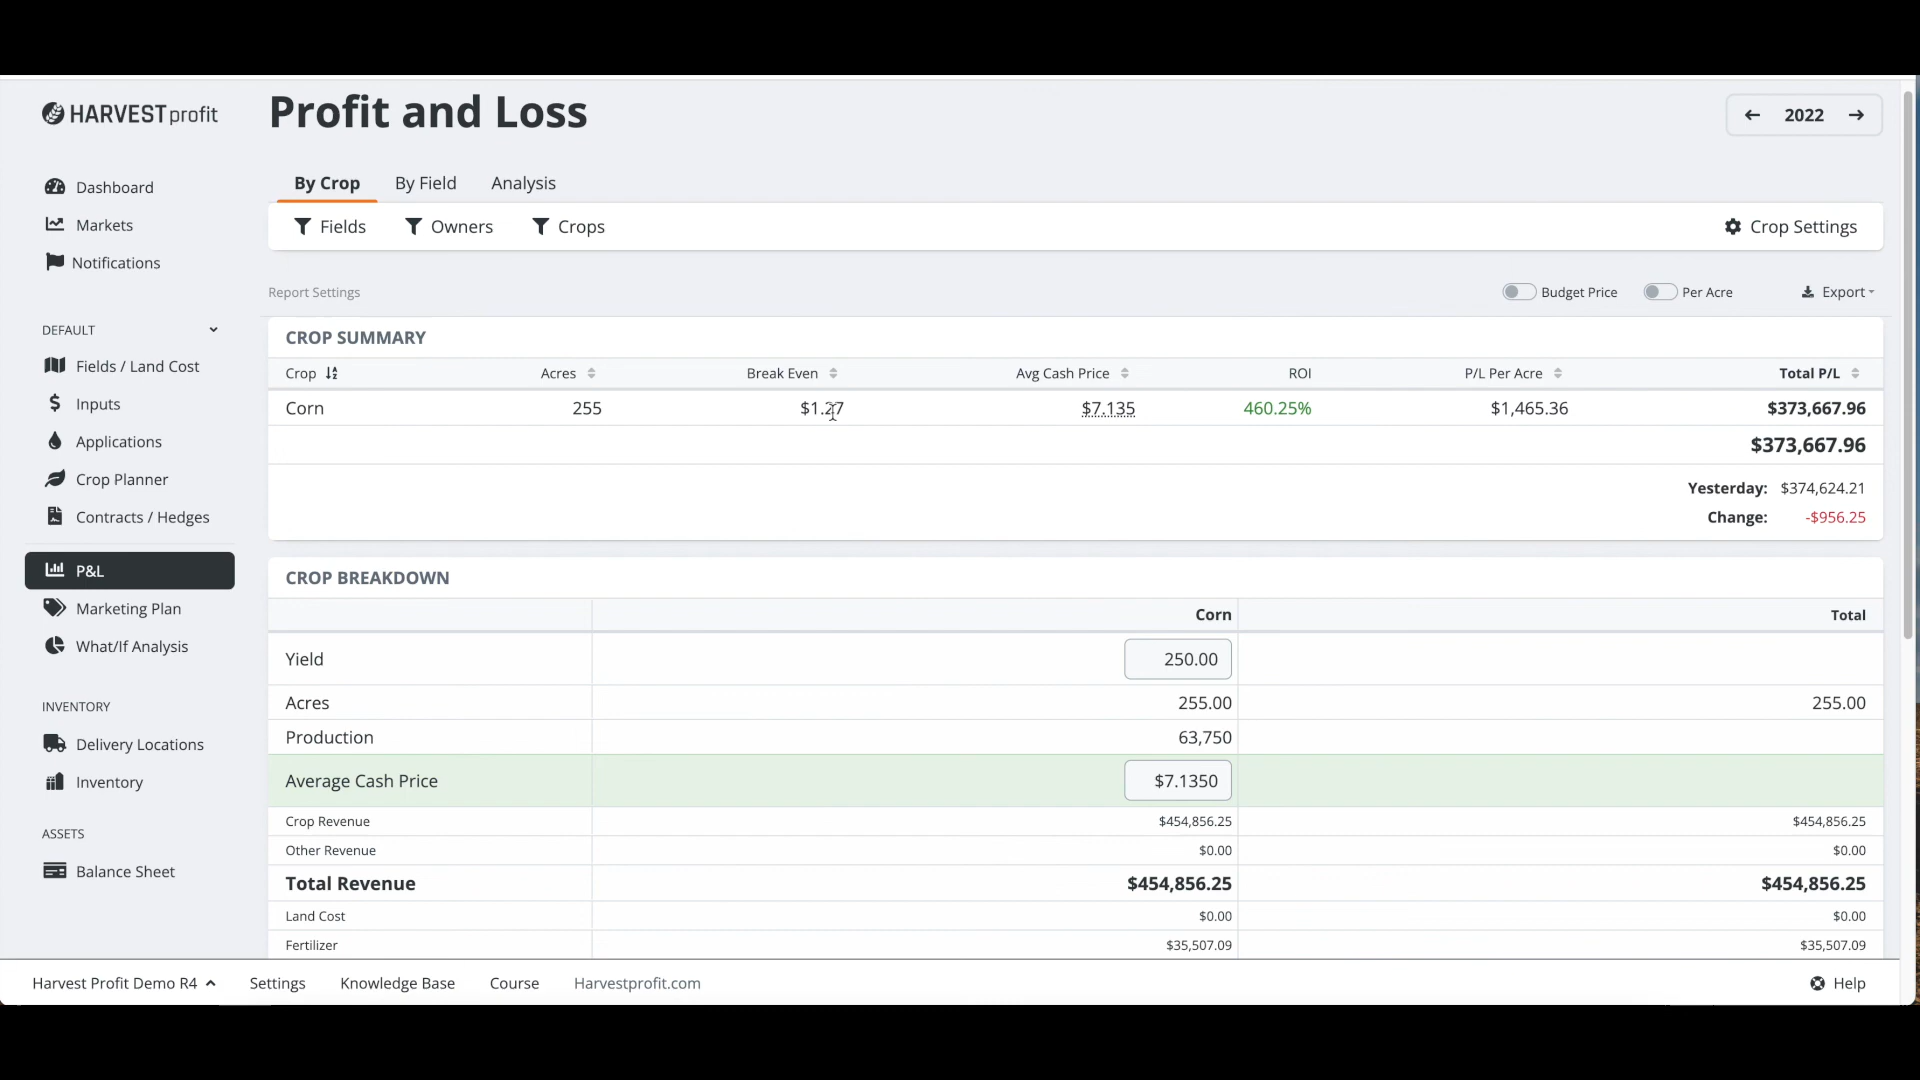 HARVEST profit
Profit and Loss
2022
Dashboard
Markets
Notifications
DEFAULT
Fields / Land Cost
Inputs
Applications
Crop Planner
Contracts / Hedges
P&L
Marketing Plan
What/If Analysis
INVENTORY
Delivery Locations
Inventory
ASSETS
Balance Sheet
By Crop By Field Analysis
Fields Owners Crops Crop Settings
Report Settings Budget Price Per Acre Export
CROP SUMMARY
Crop Acres Break Even Avg Cash Price ROI P/L Per Acre Total P/L
Corn 255 $1.27 $7.135 460.25% $1,465.36 $373,667.96
$373,667.96
Yesterday: $374,624.21
Change: -$956.25
CROP BREAKDOWN
Corn Total
Yield 250.00
Acres 255.00 255.00
Production 63,750
Average Cash Price $7.1350
Crop Revenue $454,856.25 $454,856.25
Other Revenue $0.00 $0.00
Total Revenue $454,856.25 $454,856.25
Land Cost $0.00 $0.00
Fertilizer $35,507.09 $35,507.09
Harvest Profit Demo R4 Settings Knowledge Base Course Harvestprofit.com Help